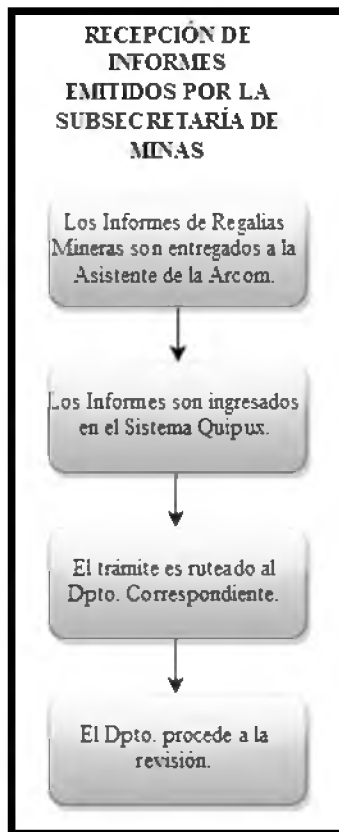 RECEPCIÓN DE
INFORMES
EMITIDOS POR LA
SUBSECRETARÍA DE
MINAS
Los Informes de Regalias
Mineras son entregados a la
Asistente de la Arcom.
Los Informes son ingresados
en el Sistema Quipux.
El trámite es ruteado al
Dpto. Correspondiente.
El Dpto. procede a la
revisión.